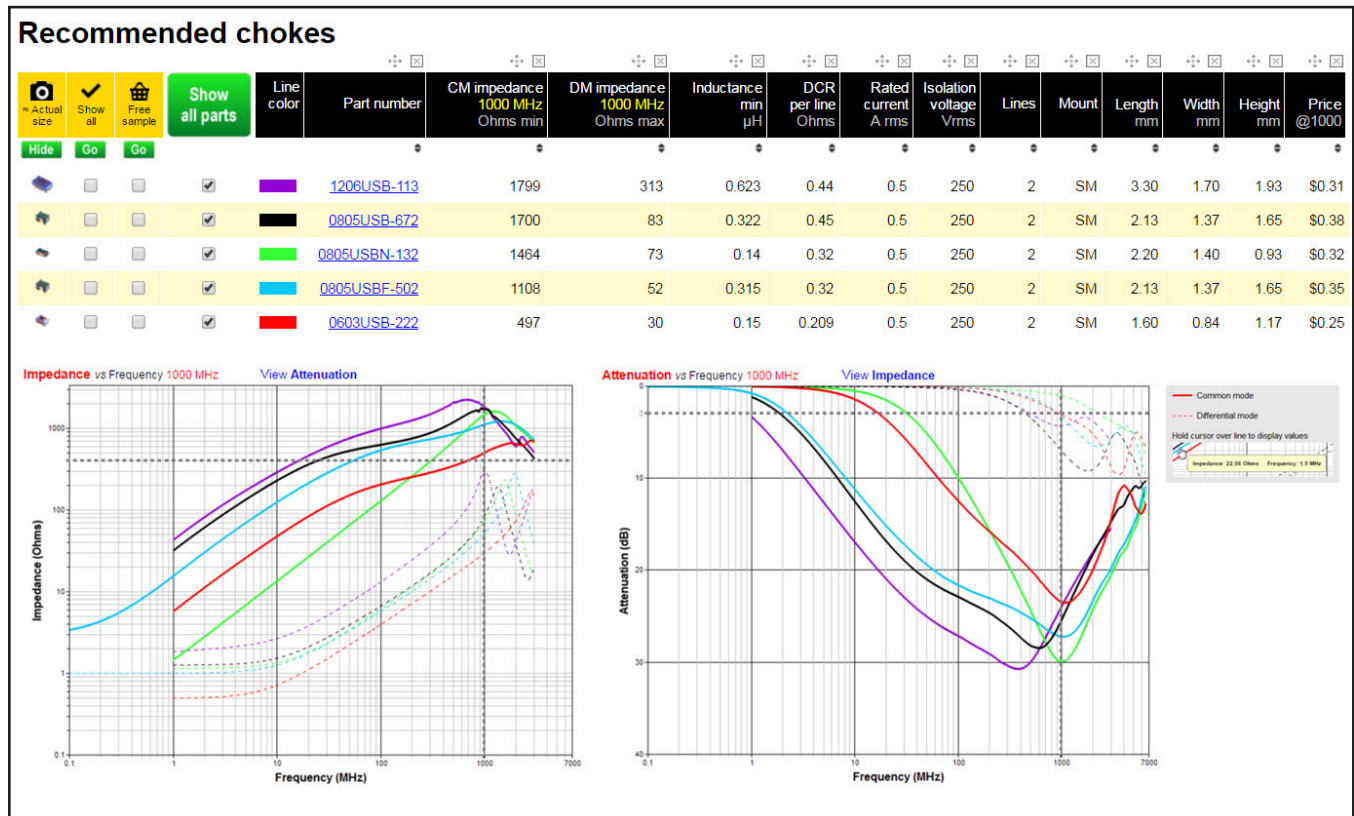 Recommended chokes
≈ Actual size
Show all
Free sample
Show all parts
Line color
Part number
CM impedance 1000 MHz Ohms min
DM impedance 1000 MHz Ohms max
Inductance min µH
DCR per line Ohms
Rated current A rms
Isolation voltage Vrms
Lines
Mount
Length mm
Width mm
Height mm
Price @1000
Hide Go Go
1206USB-113 1799 313 0.623 0.44 0.5 250 2 SM 3.30 1.70 1.93 $0.31
0805USB-672 1700 83 0.322 0.45 0.5 250 2 SM 2.13 1.37 1.65 $0.38
0805USBN-132 1464 73 0.14 0.32 0.5 250 2 SM 2.20 1.40 0.93 $0.32
0805USBF-502 1108 52 0.315 0.32 0.5 250 2 SM 2.13 1.37 1.65 $0.35
0603USB-222 497 30 0.15 0.209 0.5 250 2 SM 1.60 0.84 1.17 $0.25
Impedance vs Frequency 1000 MHz View Attenuation
1000
100
10
1
0.1
Impedance (Ohms)
0.1 1 10 100 1000 7000
Frequency (MHz)
Attenuation vs Frequency 1000 MHz View Impedance
0
3
10
20
30
40
Attenuation (dB)
0.1 1 10 100 1000 7000
Frequency (MHz)
Common mode
Differential mode
Hold cursor over line to display values
Impedance: 22.56 Ohms Frequency: 1.5 MHz